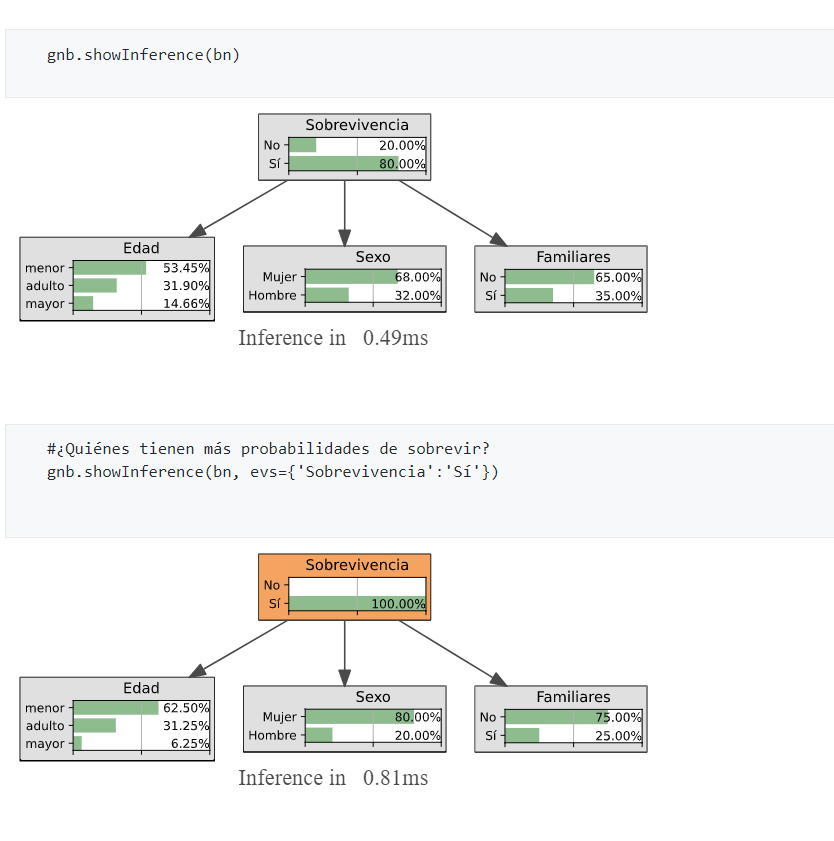 gnb.showInference(bn)
Sobrevivencia
No 20.00%
Sí 80.00%
Edad
menor 53.45%
adulto 31.90%
mayor 14.66%
Sexo
Mujer 68.00%
Hombre 32.00%
Familiares
No 65.00%
Sí 35.00%
Inference in 0.49ms
#¿Quiénes tienen más probabilidades de sobrevir?
gnb.showInference(bn, evs={'Sobrevivencia':'Sí'})
Sobrevivencia
No
Sí 100.00%
Edad
menor 62.50%
adulto 31.25%
mayor 6.25%
Sexo
Mujer 80.00%
Hombre 20.00%
Familiares
No 75.00%
Sí 25.00%
Inference in 0.81ms